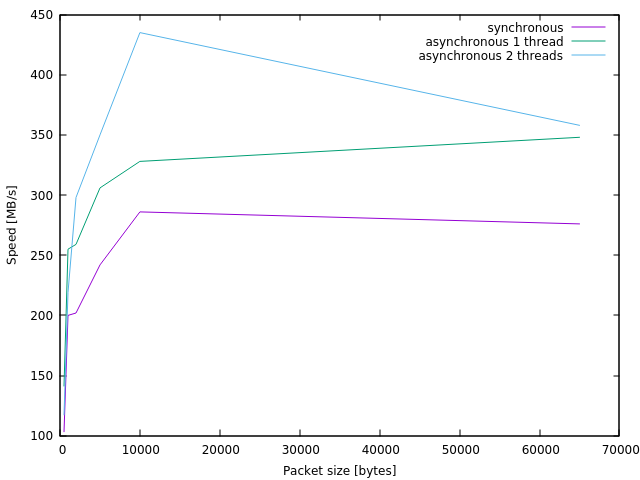 450
400
350
300
250
200
150
100
0 10000 20000 30000 40000 50000 60000 70000
Speed [MB/s]
Packet size [bytes]
synchronous
asynchronous 1 thread
asynchronous 2 threads